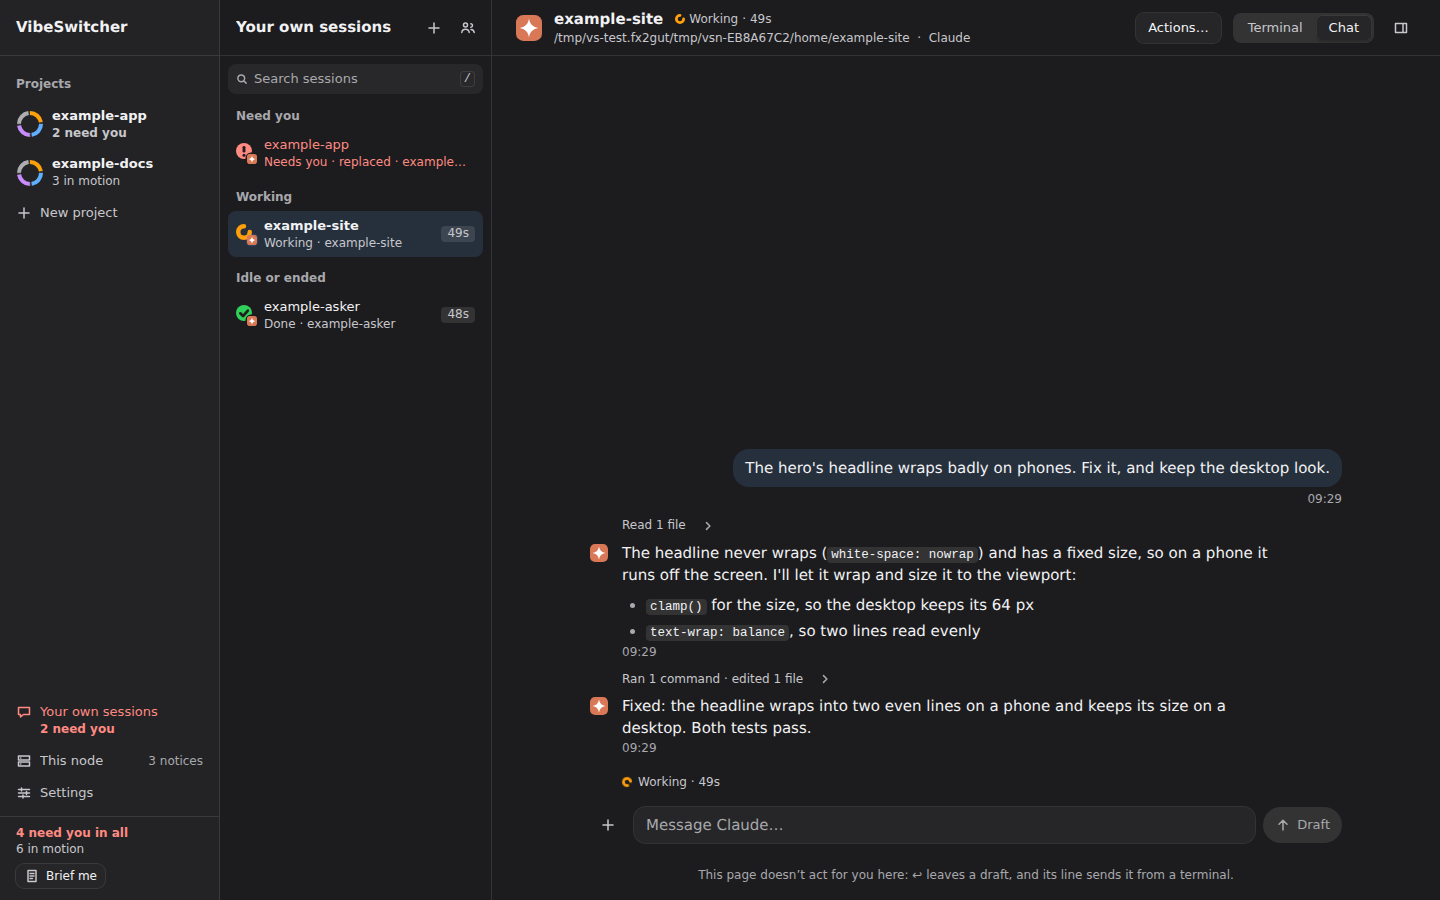 VibeSwitcher
Projects
example-app
2 need you
example-docs
3 in motion
New project
Your own sessions
2 need you
This node
3 notices
Settings
4 need you in all
6 in motion
Brief me
Your own sessions
Search sessions
/
Need you
example-app
Needs you · replaced · example…
Working
example-site
Working · example-site
49s
Idle or ended
example-asker
Done · example-asker
48s
example-site
Working · 49s
/tmp/vs-test.fx2gut/tmp/vsn-EB8A67C2/home/example-site · Claude
Actions…
Terminal
Chat
The hero's headline wraps badly on phones. Fix it, and keep the desktop look.
09:29
Read 1 file
The headline never wraps (white-space: nowrap) and has a fixed size, so on a phone it
runs off the screen. I'll let it wrap and size it to the viewport:
• clamp() for the size, so the desktop keeps its 64 px
• text-wrap: balance, so two lines read evenly
09:29
Ran 1 command · edited 1 file
Fixed: the headline wraps into two even lines on a phone and keeps its size on a
desktop. Both tests pass.
09:29
Working · 49s
Message Claude…
Draft
This page doesn’t act for you here: ↩ leaves a draft, and its line sends it from a terminal.